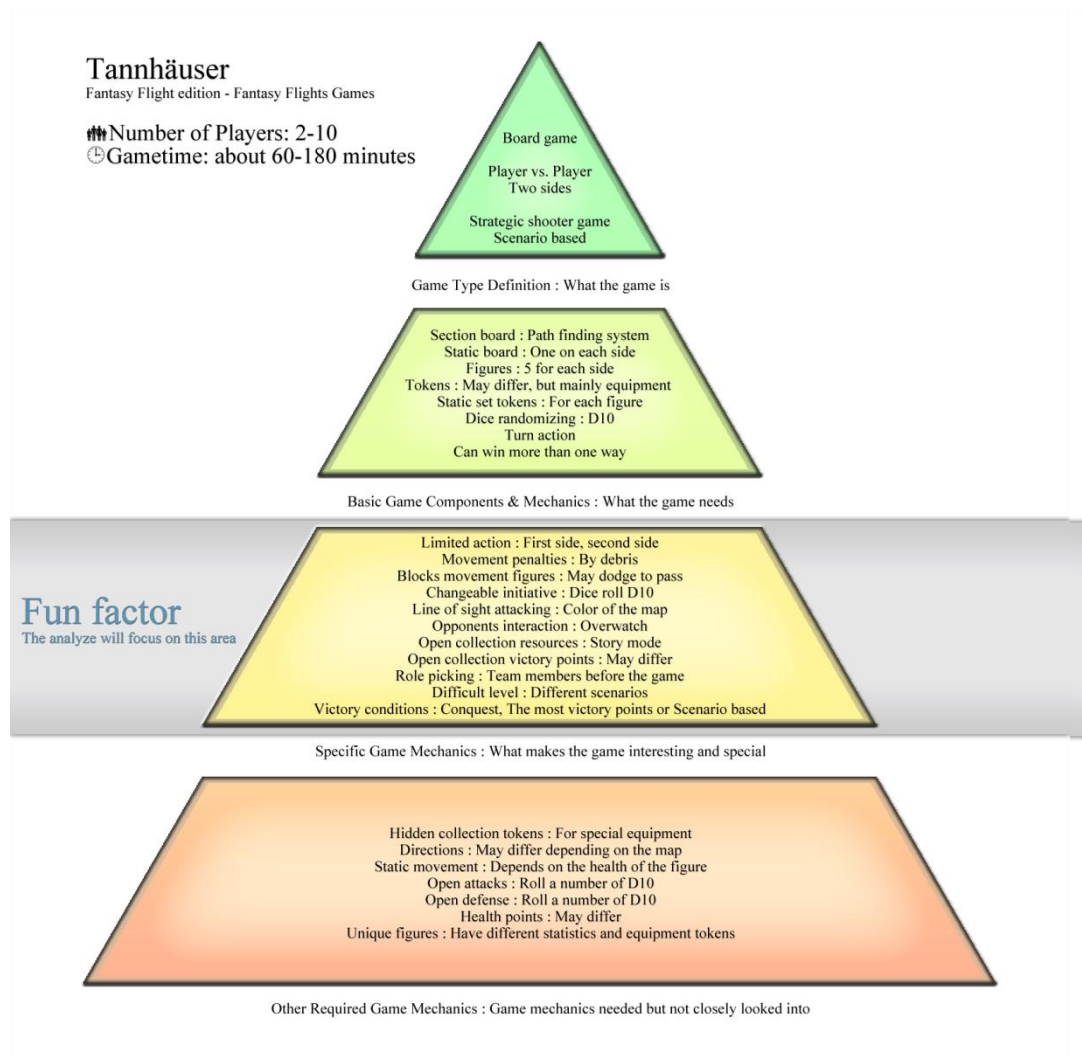 Tannhäuser
Fantasy Flight edition - Fantasy Flights Games
Number of Players: 2-10
Gametime: about 60-180 minutes
Board game
Player vs. Player
Two sides
Strategic shooter game
Scenario based
Game Type Definition : What the game is
Section board : Path finding system
Static board : One on each side
Figures : 5 for each side
Tokens : May differ, but mainly equipment
Static set tokens : For each figure
Dice randomizing : D10
Turn action
Can win more than one way
Basic Game Components & Mechanics : What the game needs
Fun factor
The analyze will focus on this area
Limited action : First side, second side
Movement penalties : By debris
Blocks movement figures : May dodge to pass
Changeable initiative : Dice roll D10
Line of sight attacking : Color of the map
Opponents interaction : Overwatch
Open collection resources : Story mode
Open collection victory points : May differ
Role picking : Team members before the game
Difficult level : Different scenarios
Victory conditions : Conquest, The most victory points or Scenario based
Specific Game Mechanics : What makes the game interesting and special
Hidden collection tokens : For special equipment
Directions : May differ depending on the map
Static movement : Depends on the health of the figure
Open attacks : Roll a number of D10
Open defense : Roll a number of D10
Health points : May differ
Unique figures : Have different statistics and equipment tokens
Other Required Game Mechanics : Game mechanics needed but not closely looked into